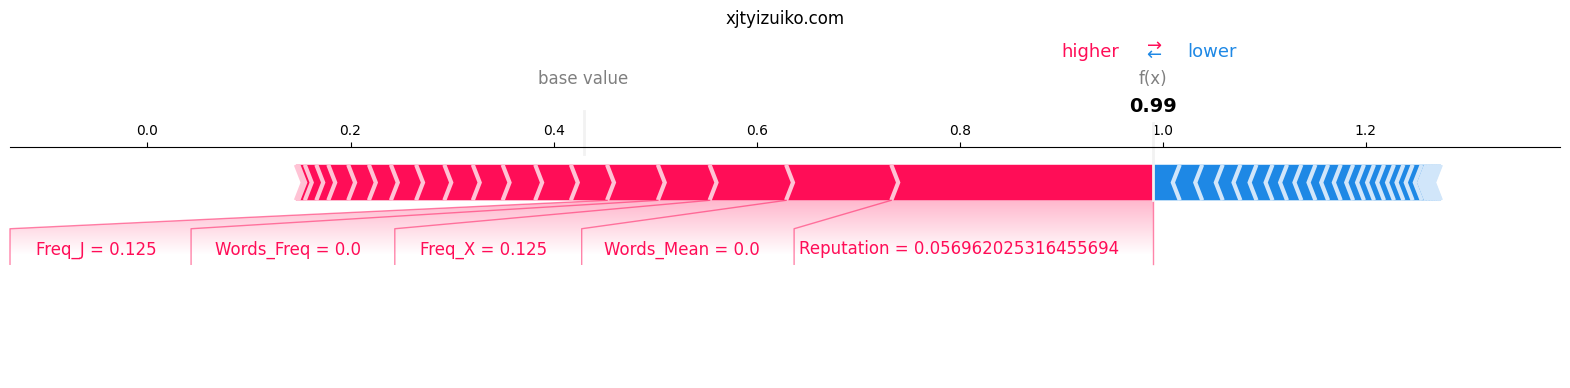 xjtyizuiko.com
higher → ← lower
base value f(x)
0.99
0.0 0.2 0.4 0.6 0.8 1.0 1.2
Freq_J = 0.125 Words_Freq = 0.0 Freq_X = 0.125 Words_Mean = 0.0 Reputation = 0.056962025316455694